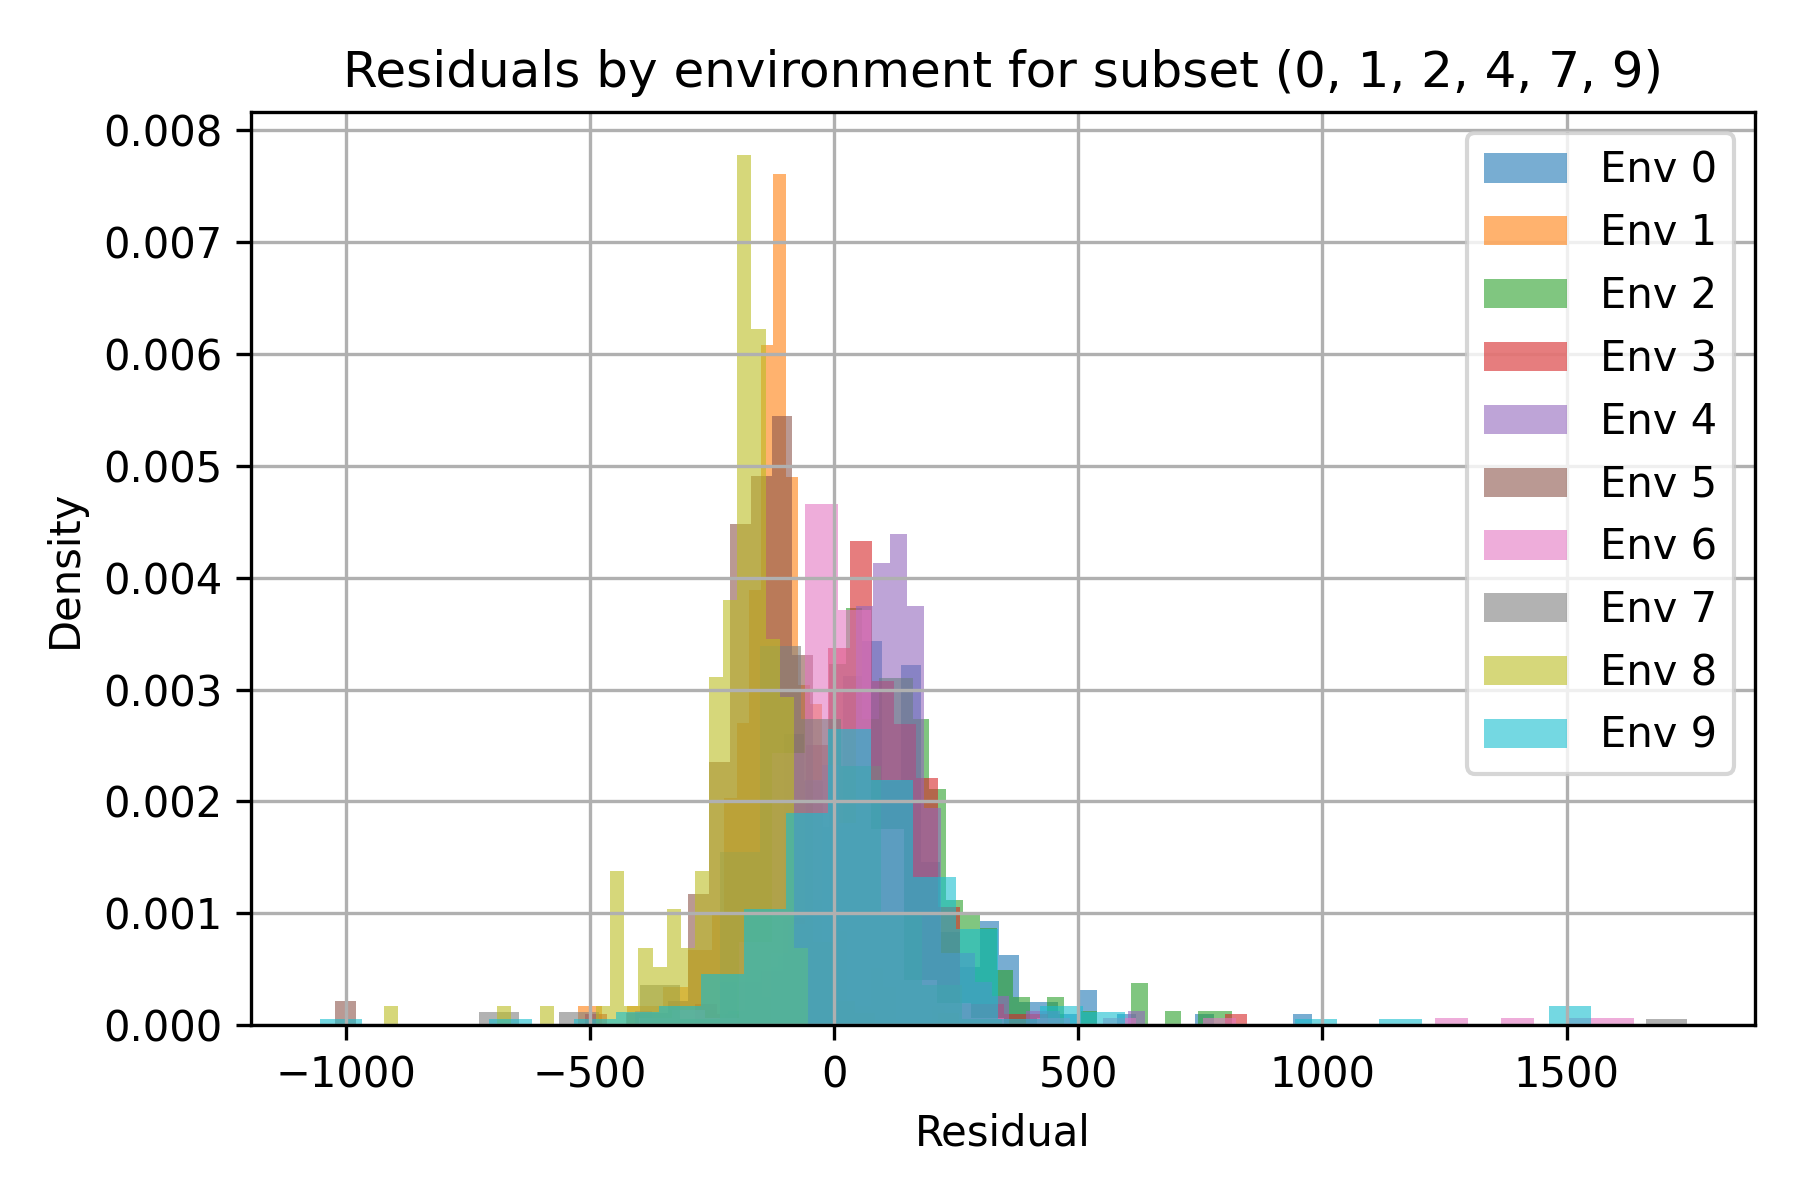 Residuals by environment for subset (0, 1, 2, 4, 7, 9)
0.008
0.007
0.006
0.005
0.004
0.003
0.002
0.001
0.000
Density
−1000
−500
0
500
1000
1500
Residual
Env 0
Env 1
Env 2
Env 3
Env 4
Env 5
Env 6
Env 7
Env 8
Env 9